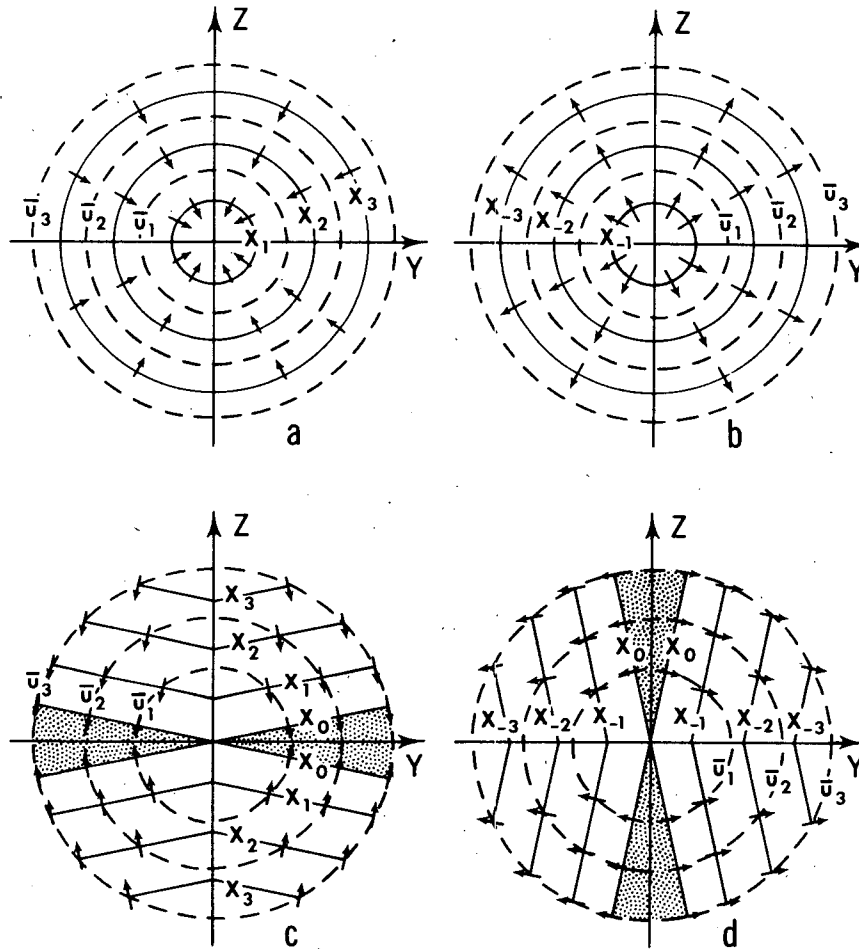 Z
Z
ū₃ ū₂ ū₁ X₁ X₂ X₃
X₋₃ X₋₂ X₋₁ ū₁ ū₂ ū₃
Y
Y
a
b
Z
Z
X₃
X₂
X₁
X₀
X₀
X₁
X₂
X₃
ū₃ ū₂ ū₁
Y
X₀ X₀
X₋₃ X₋₂ X₋₁ X₋₁ X₋₂ X₋₃
Y
ū₁ ū₂ ū₃
c
d